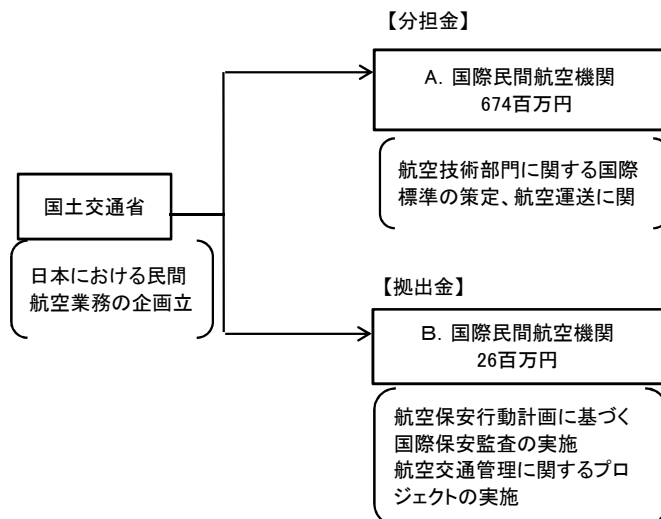 【分担金】
A. 国際民間航空機関
674百万円
航空技術部門に関する国際
標準の策定、航空運送に関
国土交通省
日本における民間
航空業務の企画立
【拠出金】
B. 国際民間航空機関
26百万円
航空保安行動計画に基づく
国際保安監査の実施
航空交通管理に関するプロ
ジェクトの実施